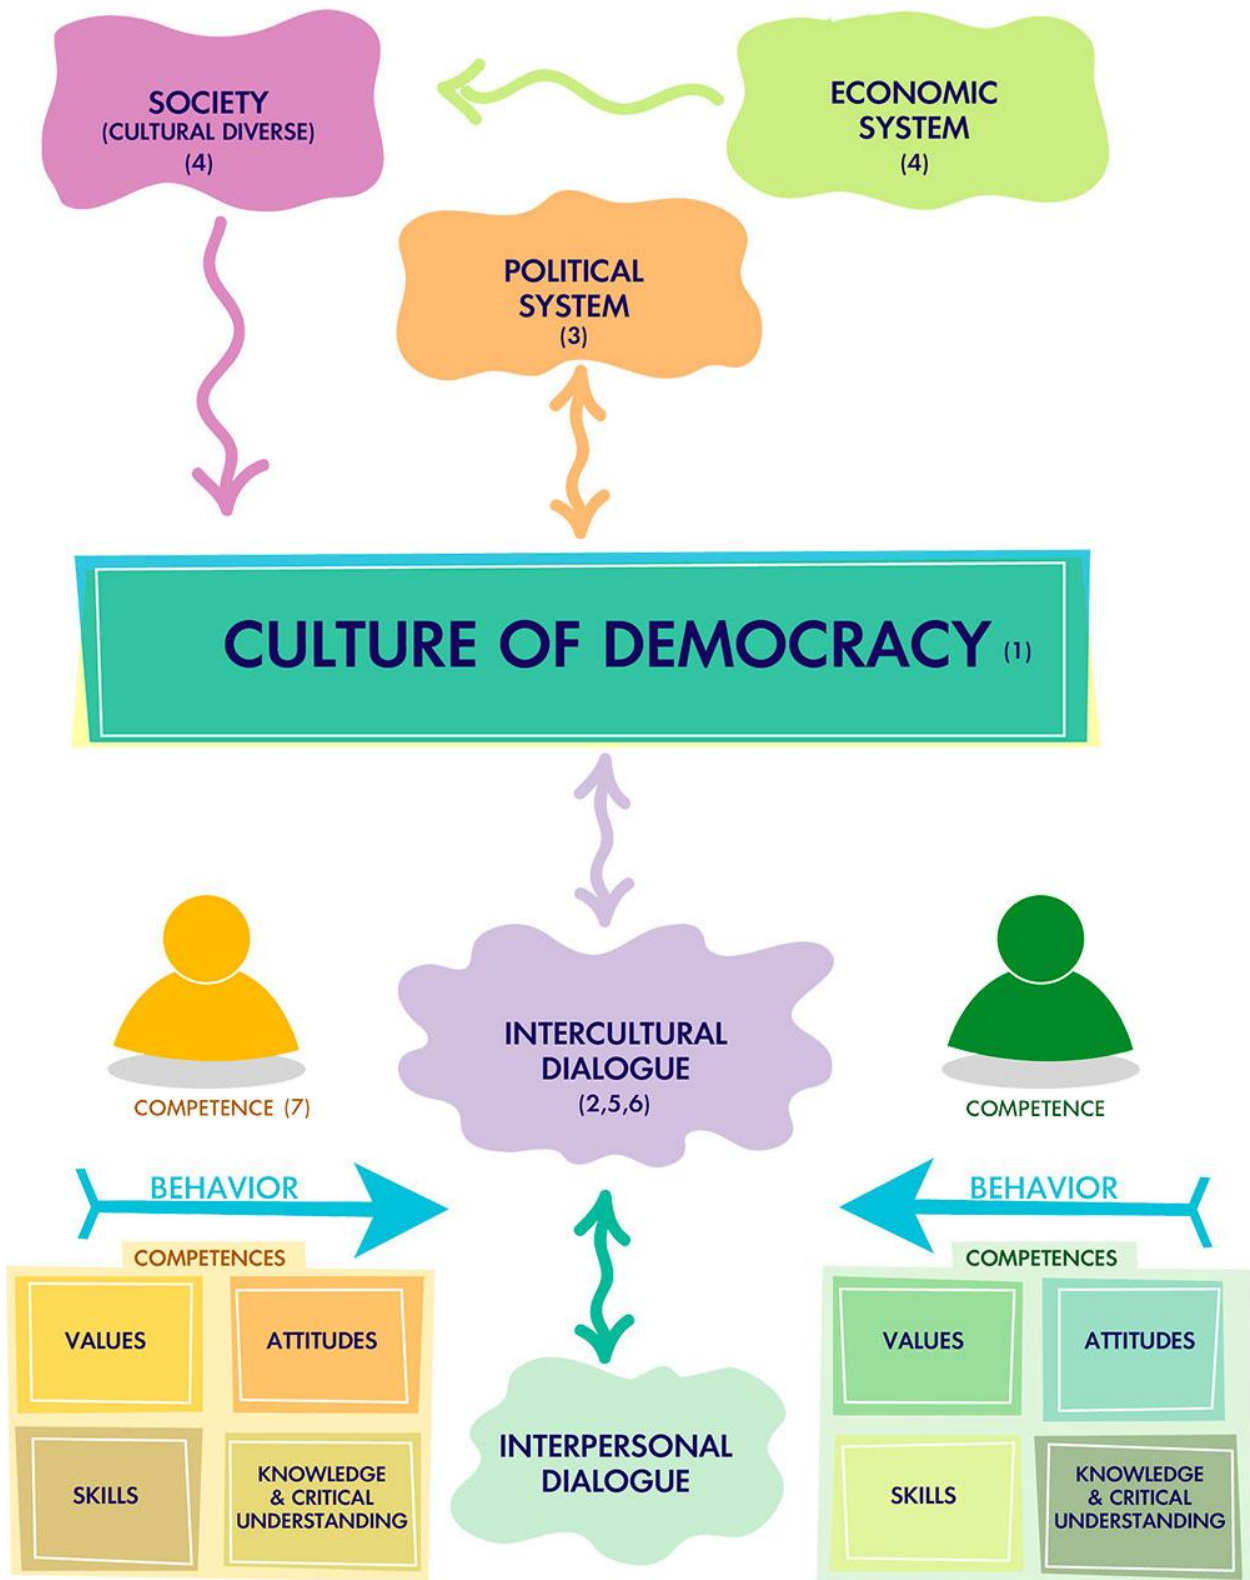 SOCIETY
(CULTURAL DIVERSE)
(4)
ECONOMIC
SYSTEM
(4)
POLITICAL
SYSTEM
(3)
CULTURE OF DEMOCRACY (1)
INTERCULTURAL
DIALOGUE
(2,5,6)
COMPETENCE (7)
COMPETENCE
BEHAVIOR
BEHAVIOR
COMPETENCES
VALUES
ATTITUDES
SKILLS
KNOWLEDGE
& CRITICAL
UNDERSTANDING
INTERPERSONAL
DIALOGUE
COMPETENCES
VALUES
ATTITUDES
SKILLS
KNOWLEDGE
& CRITICAL
UNDERSTANDING